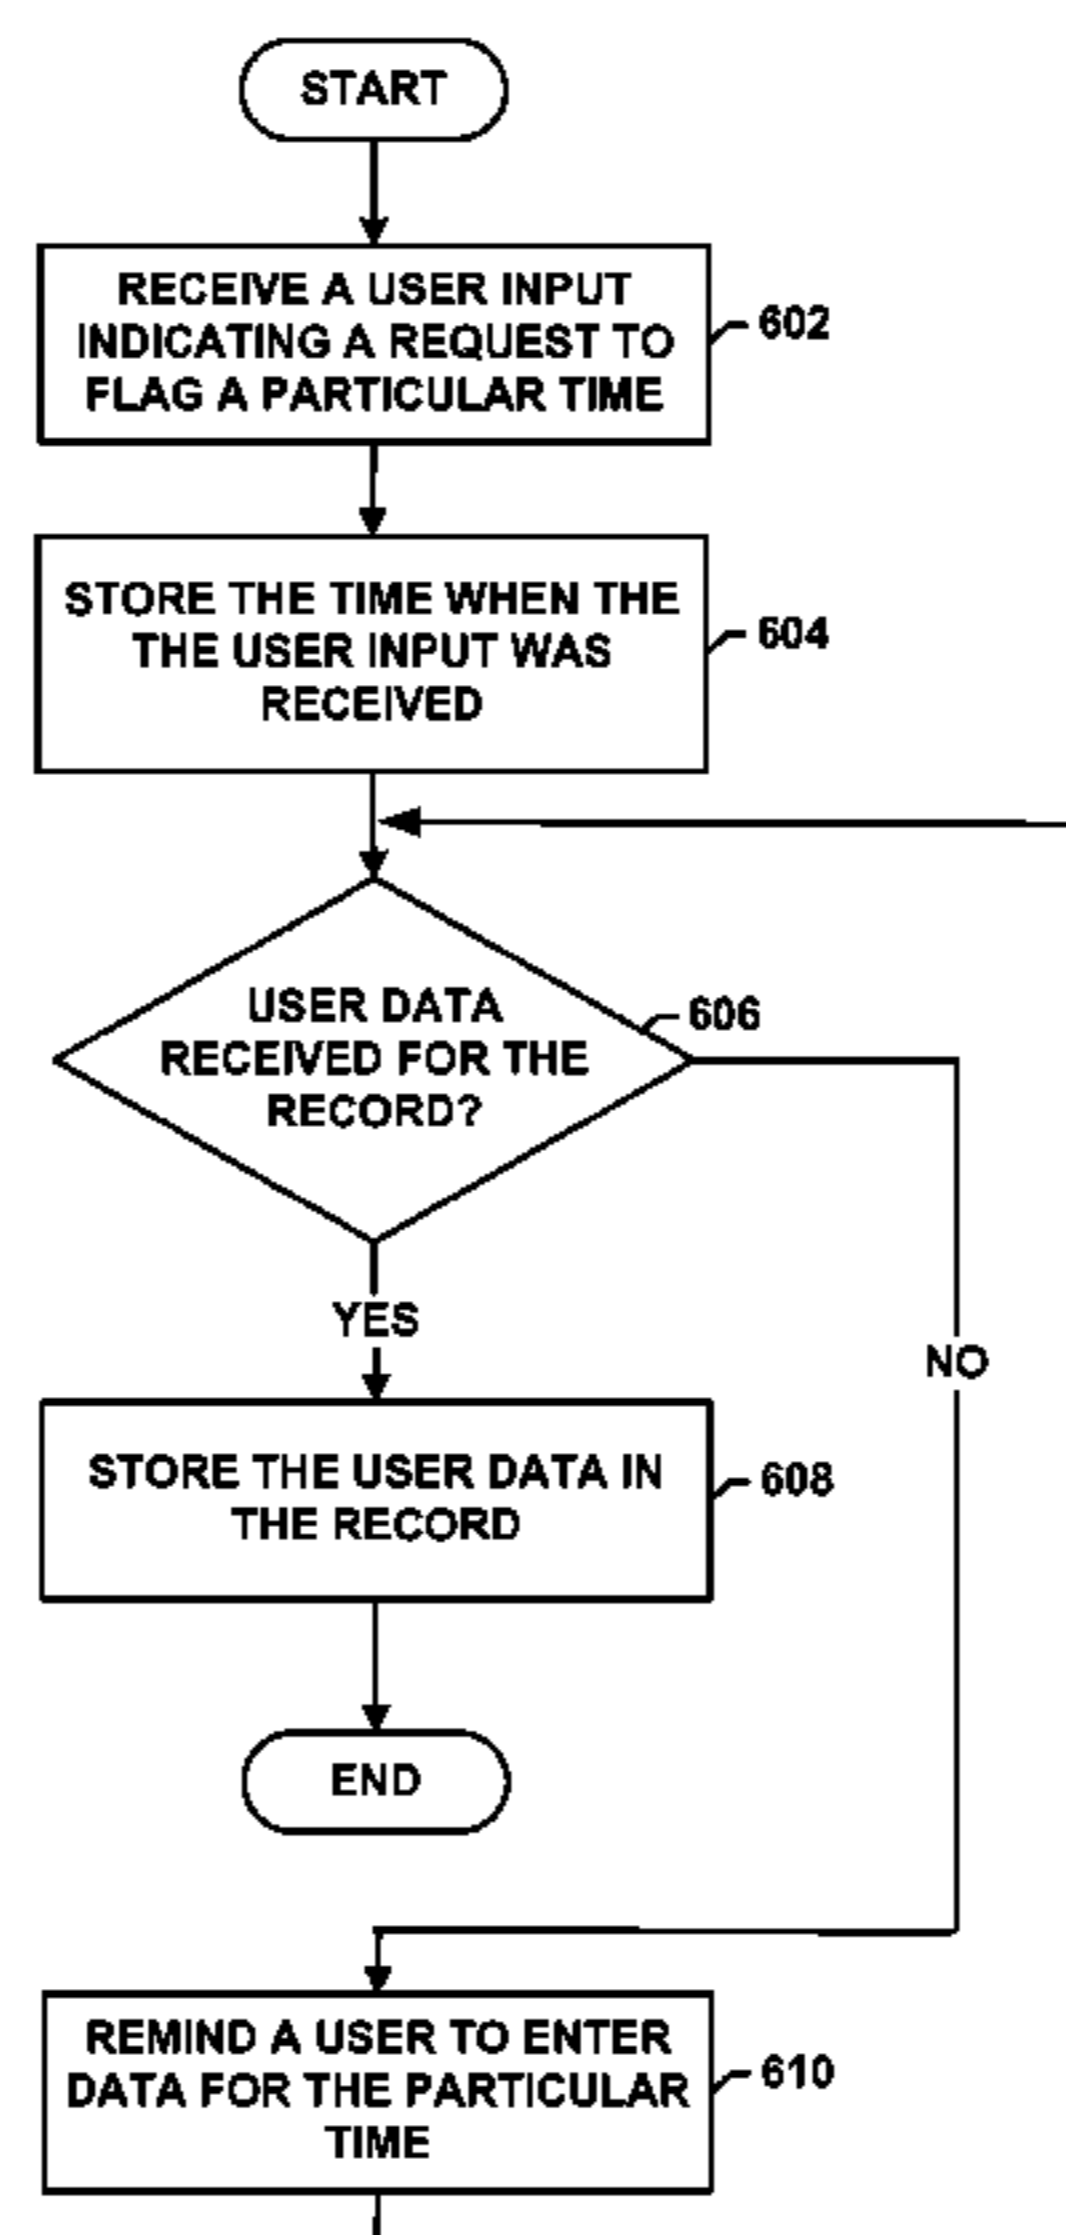 START
RECEIVE A USER INPUT
INDICATING A REQUEST TO
FLAG A PARTICULAR TIME
602
STORE THE TIME WHEN THE
THE USER INPUT WAS
RECEIVED
604
USER DATA
RECEIVED FOR THE
RECORD?
606
YES
NO
STORE THE USER DATA IN
THE RECORD
608
END
REMIND A USER TO ENTER
DATA FOR THE PARTICULAR
TIME
610